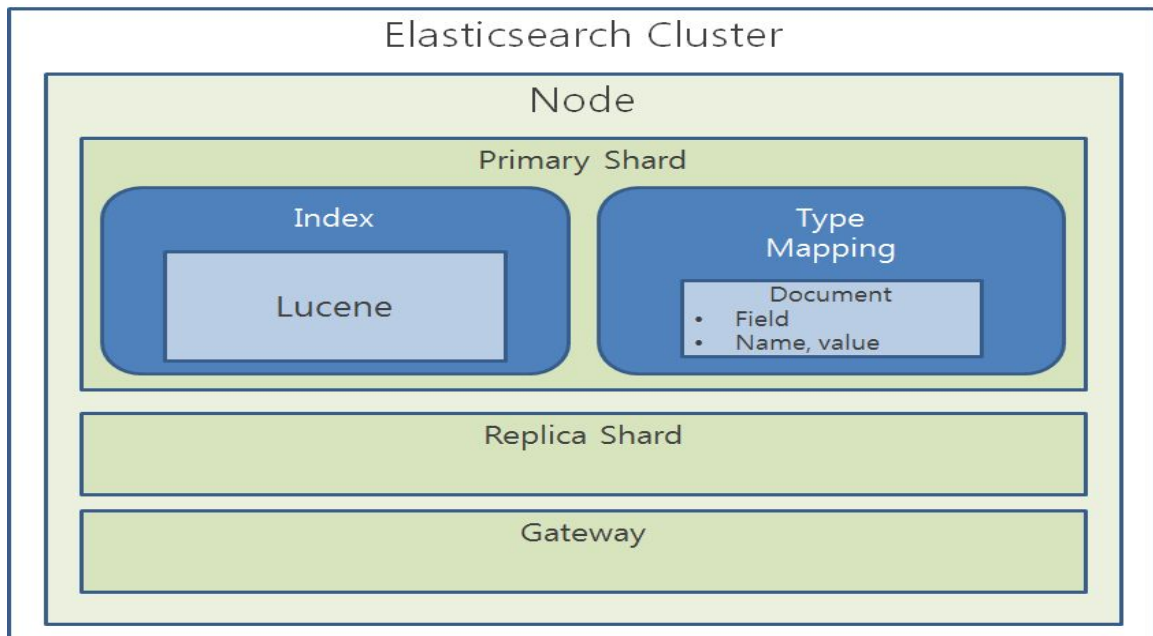 Elasticsearch Cluster
Node
Primary Shard
Index
Lucene
Type
Mapping
Document
• Field
• Name, value
Replica Shard
Gateway